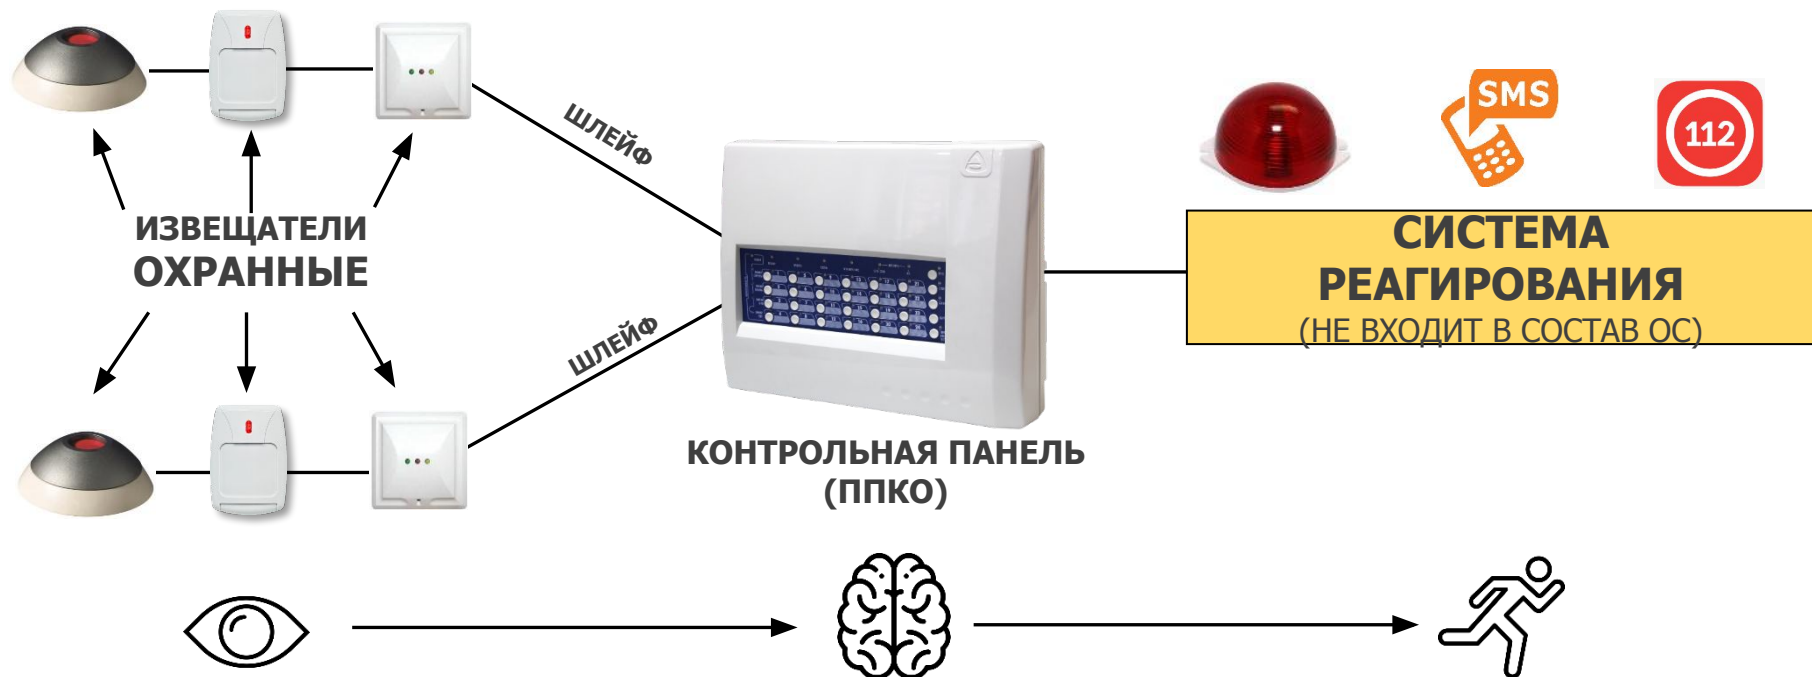 SMS
112
ШЛЕЙФ
ИЗВЕЩАТЕЛИ
ОХРАННЫЕ
СИСТЕМА
РЕАГИРОВАНИЯ
(НЕ ВХОДИТ В СОСТАВ ОС)
ШЛЕЙФ
КОНТРОЛЬНАЯ ПАНЕЛЬ
(ППКО)